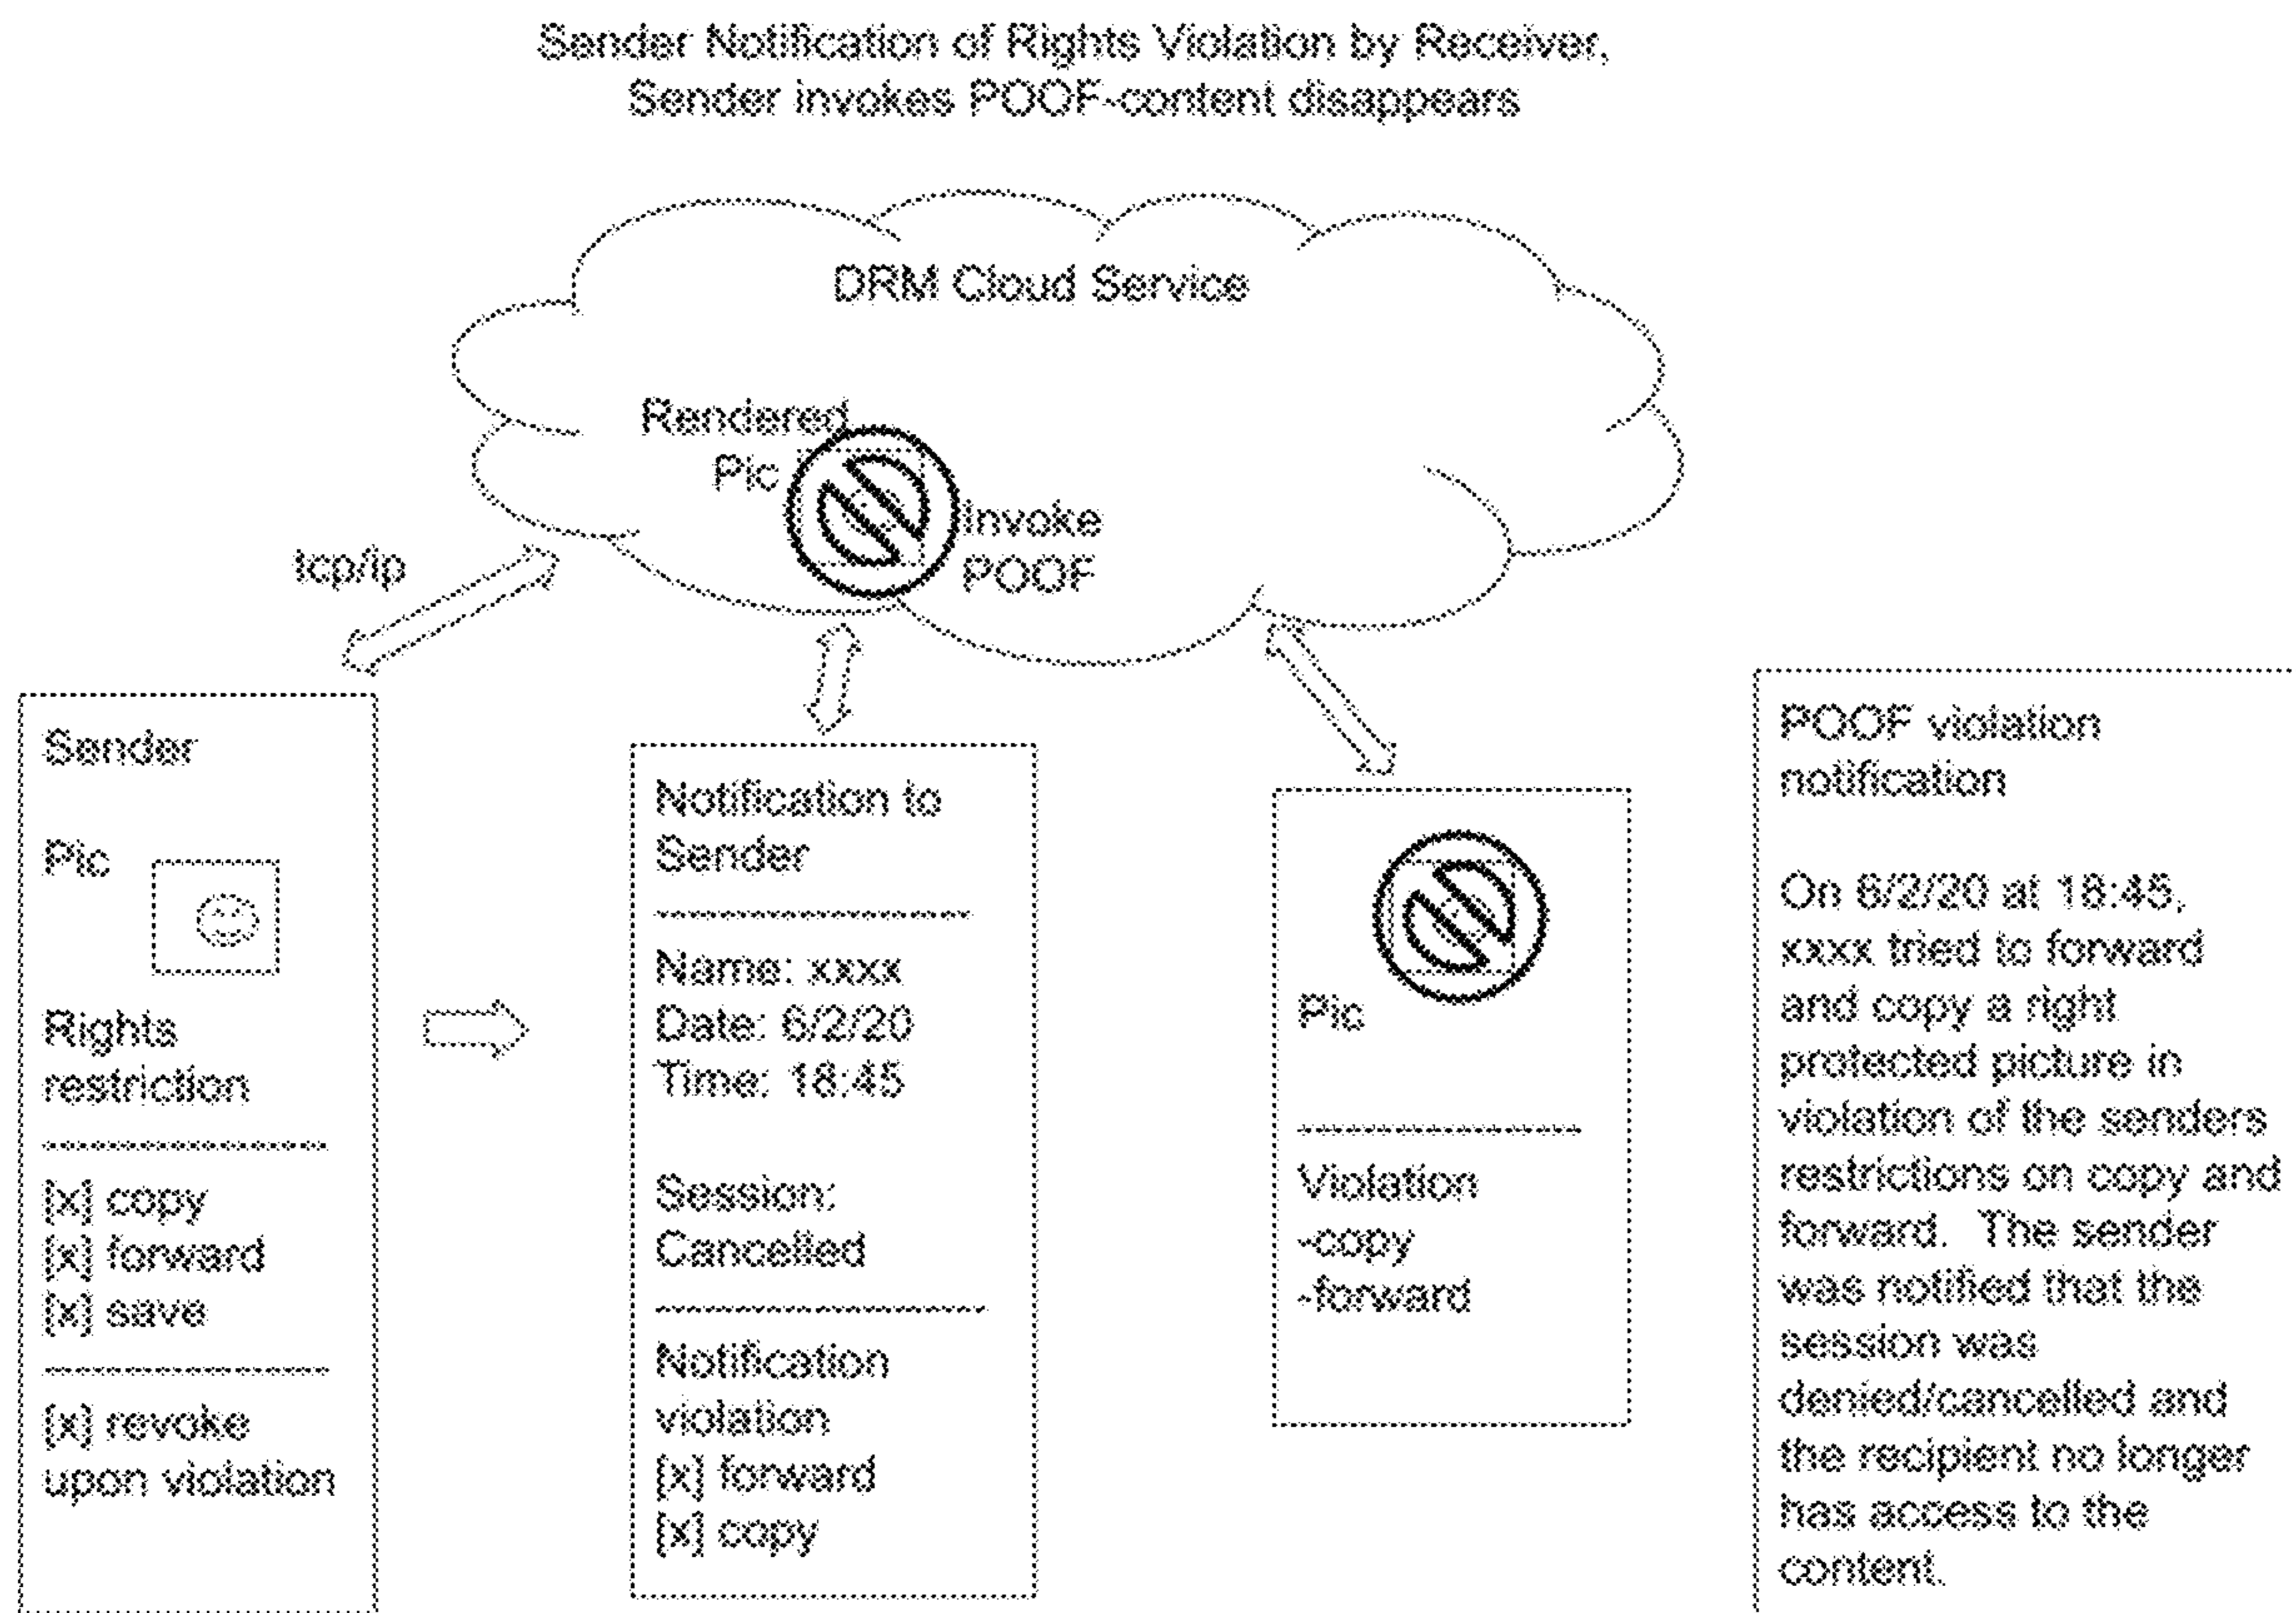 Sender Notification of Rights Violation by Receiver,
Sender invokes POOF-content disappears
DRM Cloud Service
Rendered
Pic
Invoke
POOF
tcp/ip
Sender
Pic
Rights
restriction
[x] copy
[x] forward
[x] save
[x] revoke
upon violation
Notification to
Sender
Name: xxxx
Date: 6/2/20
Time: 18:45
Session:
Cancelled
Notification
violation
[x] forward
[x] copy
Pic
Violation
-copy
-forward
POOF violation
notification
On 6/2/20 at 18:45,
xxxx tried to forward
and copy a right
protected picture in
violation of the senders
restrictions on copy and
forward. The sender
was notified that the
session was
denied/cancelled and
the recipient no longer
has access to the
content.